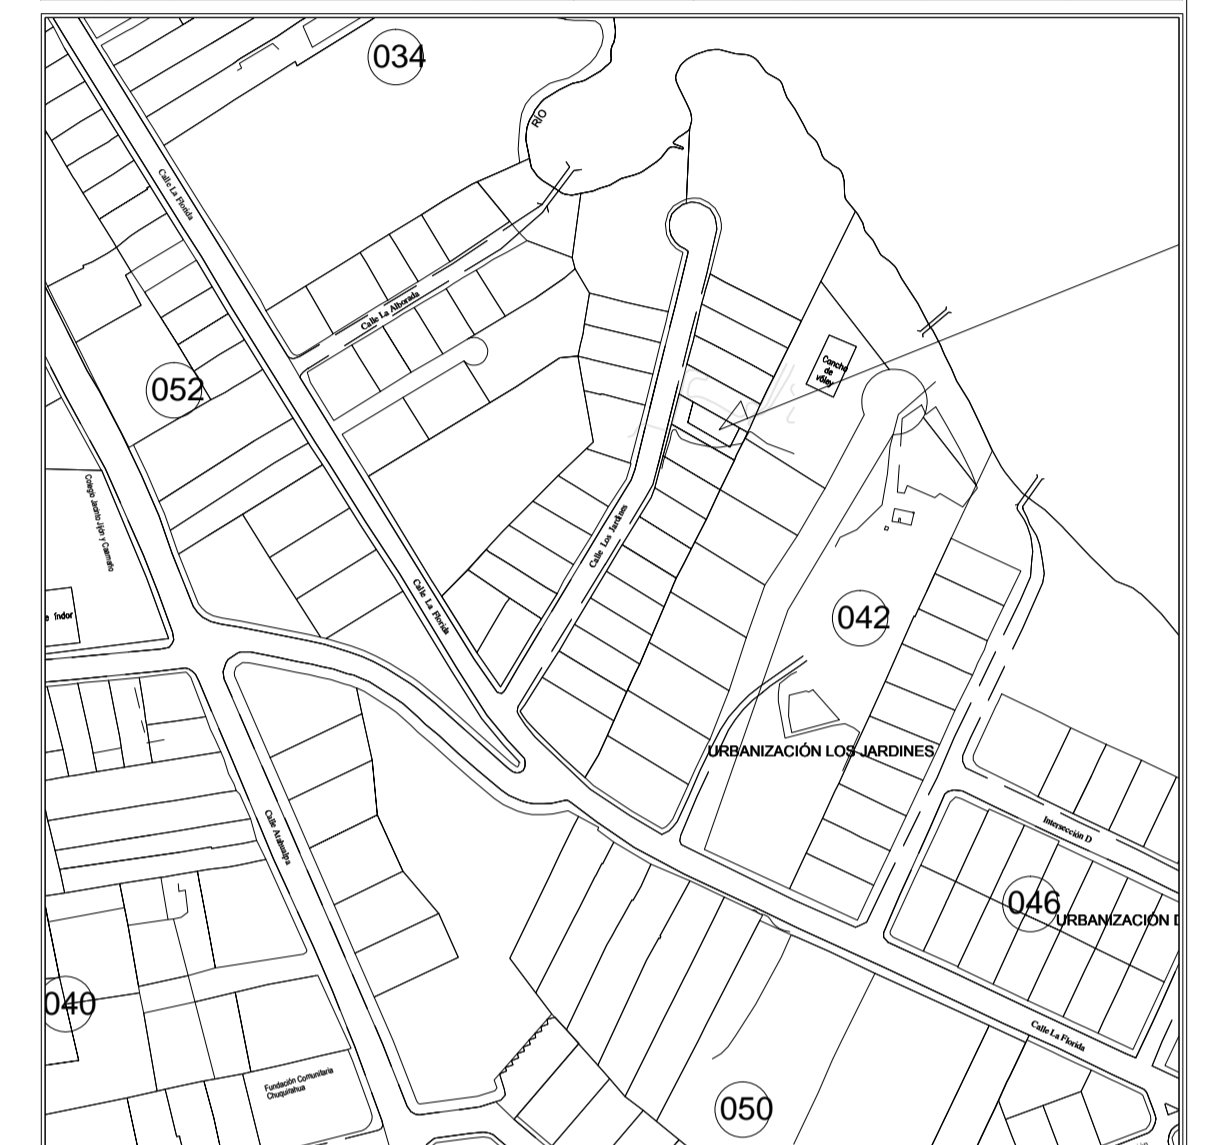 034
RÍO
Calle La Florida
Calle La Alborada
Cancha
de
vóley
052
Colegio Jacinto Jijón y Caamaño
Calle Los Jardines
Calle La Florida
e índor
042
URBANIZACIÓN LOS JARDINES
Calle Atahualpa
Intersección D
046
URBANIZACIÓN D
040
Calle La Florida
Fundación Comunitaria
Chuquirahua
050